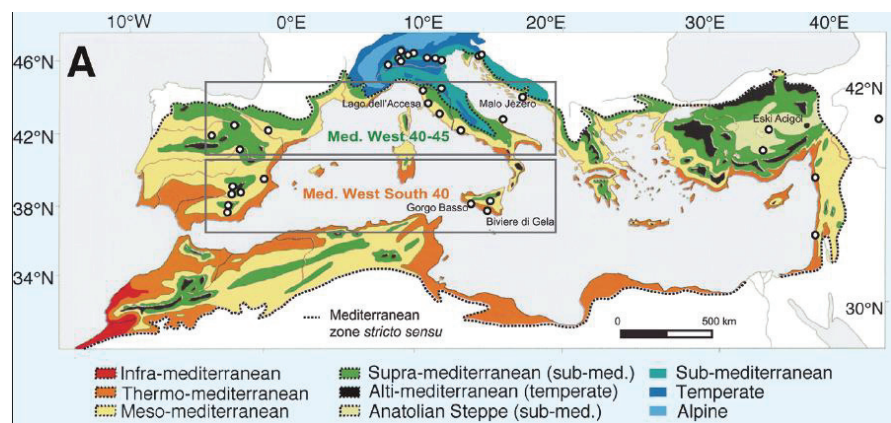 10°W 0°E 10°E 20°E 30°E 40°E
46°N
A
42°N
Lago dell'Accesa
Malo Jezero
Eski Acigol
42°N
Med. West 40-45
38°N
Med. West South 40
Gorgo Basso
Biviere di Gela
34°N
Mediterranean
zone stricto sensu
0 500 km
30°N
Infra-mediterranean
Thermo-mediterranean
Meso-mediterranean
Supra-mediterranean (sub-med.)
Alti-mediterranean (temperate)
Anatolian Steppe (sub-med.)
Sub-mediterranean
Temperate
Alpine